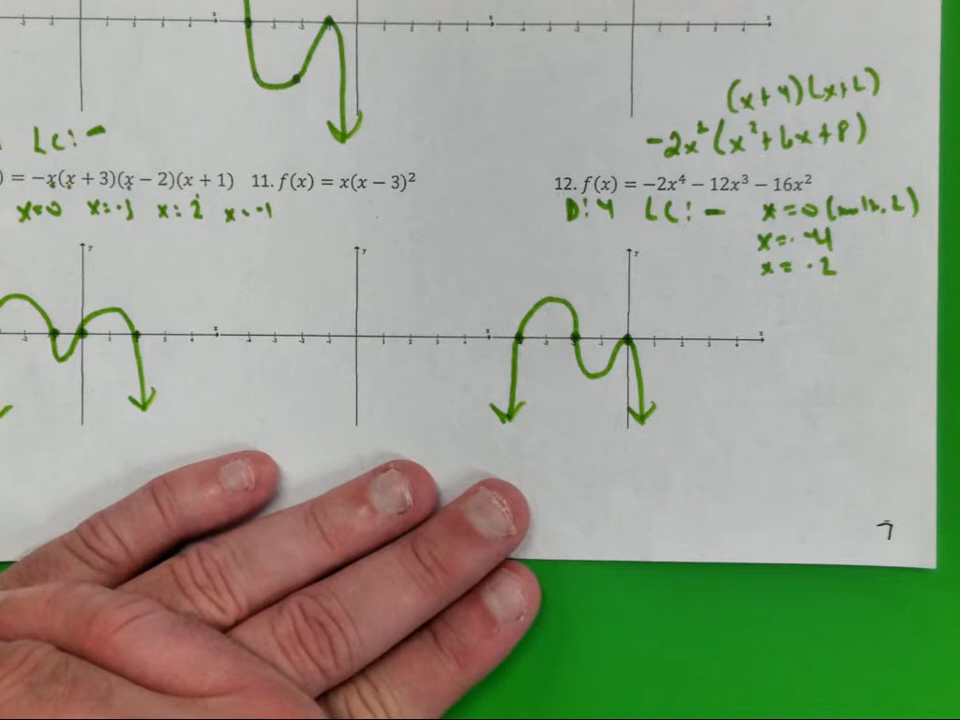 (x+4)(x+2)
LC: -
-2x²(x²+6x+8)
) = −x(x + 3)(x − 2)(x + 1)
11. f(x) = x(x − 3)²
12. f(x) = −2x⁴ − 12x³ − 16x²
x=0 x=-3 x=2 x=-1
D:4 LC: - x=0 (mult. 2)
x=-4
x=-2
y
y
y
x
x
x
7